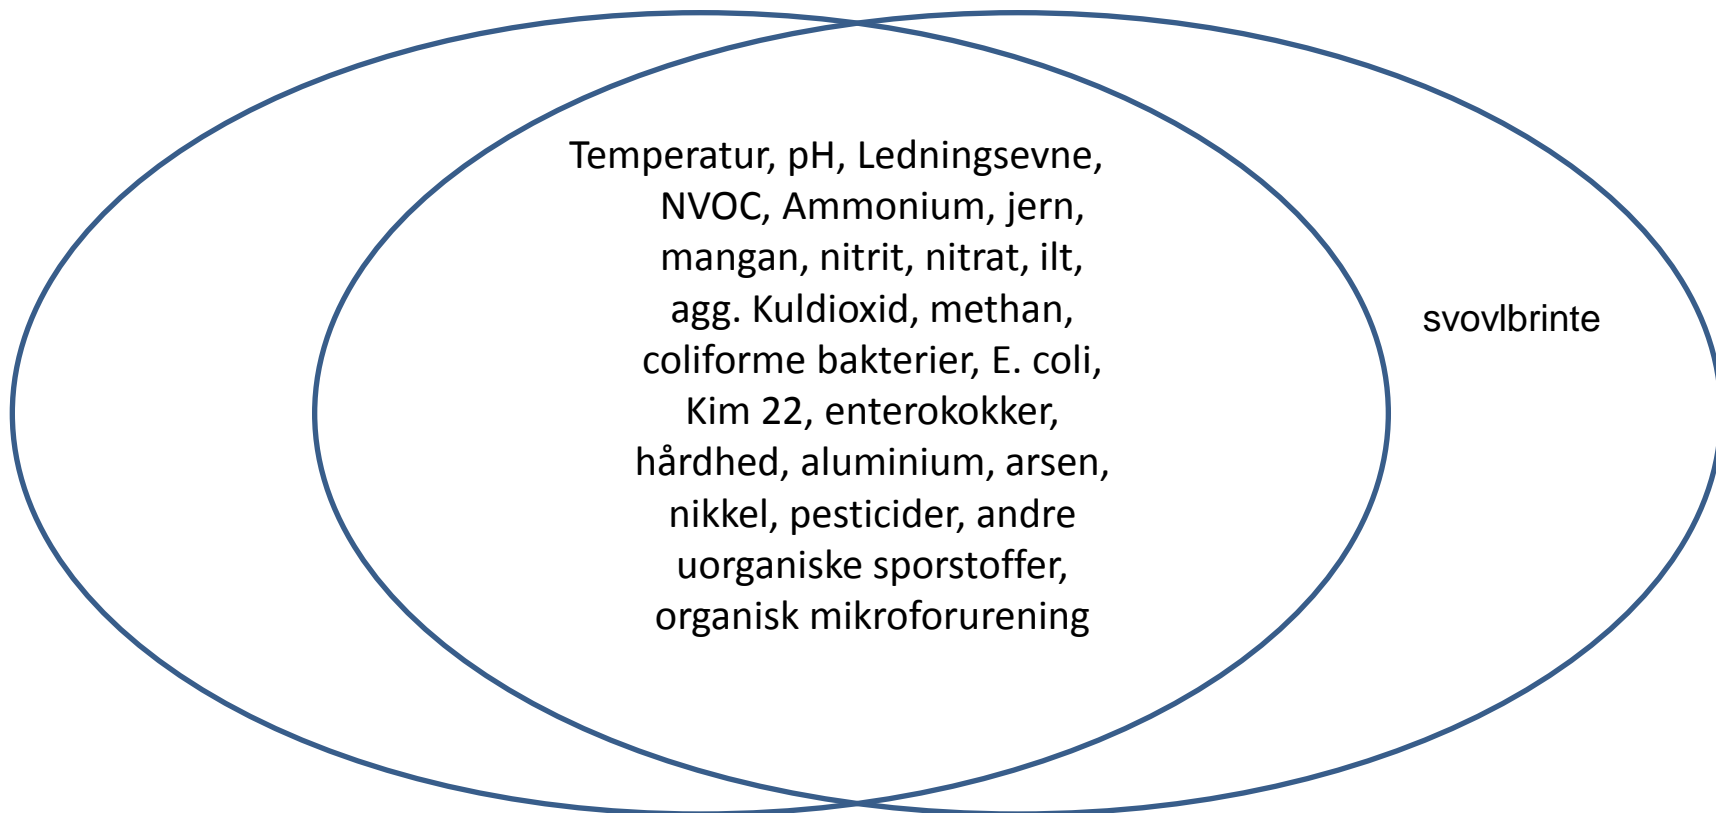 Temperatur, pH, Ledningsevne,
NVOC, Ammonium, jern,
mangan, nitrit, nitrat, ilt,
agg. Kuldioxid, methan,
coliforme bakterier, E. coli,
Kim 22, enterokokker,
hårdhed, aluminium, arsen,
nikkel, pesticider, andre
uorganiske sporstoffer,
organisk mikroforurening
svovlbrinte